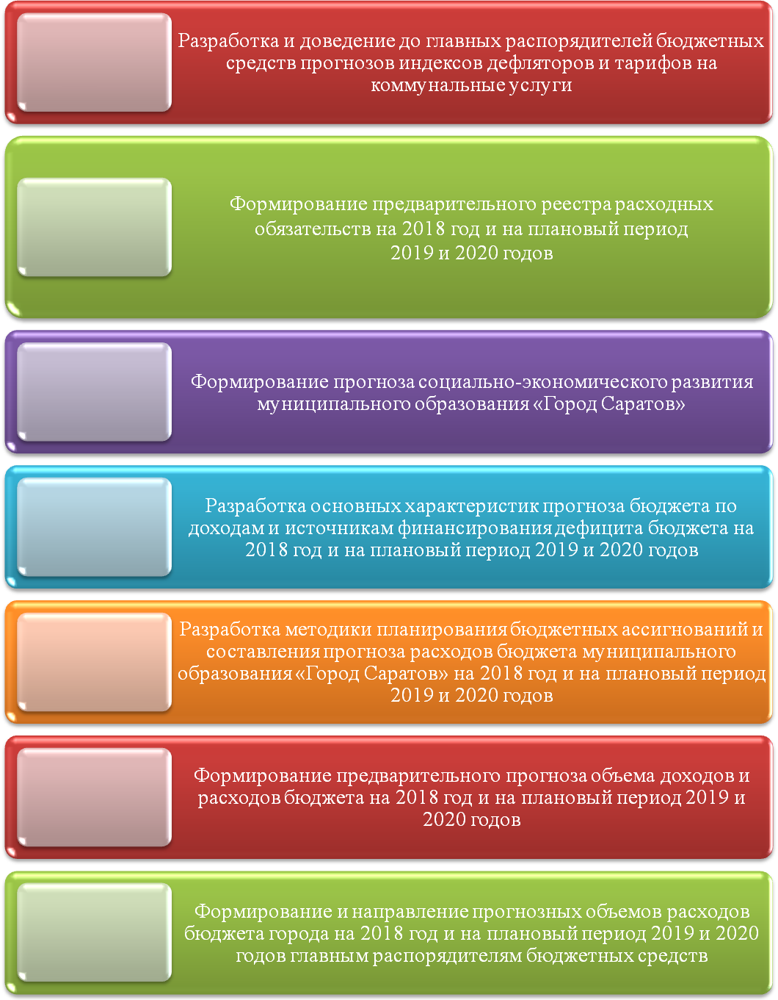 Разработка и доведение до главных распорядителей бюджетных
средств прогнозов индексов дефляторов и тарифов на
коммунальные услуги
Формирование предварительного реестра расходных
обязательств на 2018 год и на плановый период
2019 и 2020 годов
Формирование прогноза социально-экономического развития
муниципального образования «Город Саратов»
Разработка основных характеристик прогноза бюджета по
доходам и источникам финансирования дефицита бюджета на
2018 год и на плановый период 2019 и 2020 годов
Разработка методики планирования бюджетных ассигнований и
составления прогноза расходов бюджета муниципального
образования «Город Саратов» на 2018 год и на плановый период
2019 и 2020 годов
Формирование предварительного прогноза объема доходов и
расходов бюджета на 2018 год и на плановый период 2019 и
2020 годов
Формирование и направление прогнозных объемов расходов
бюджета города на 2018 год и на плановый период 2019 и 2020
годов главным распорядителям бюджетных средств